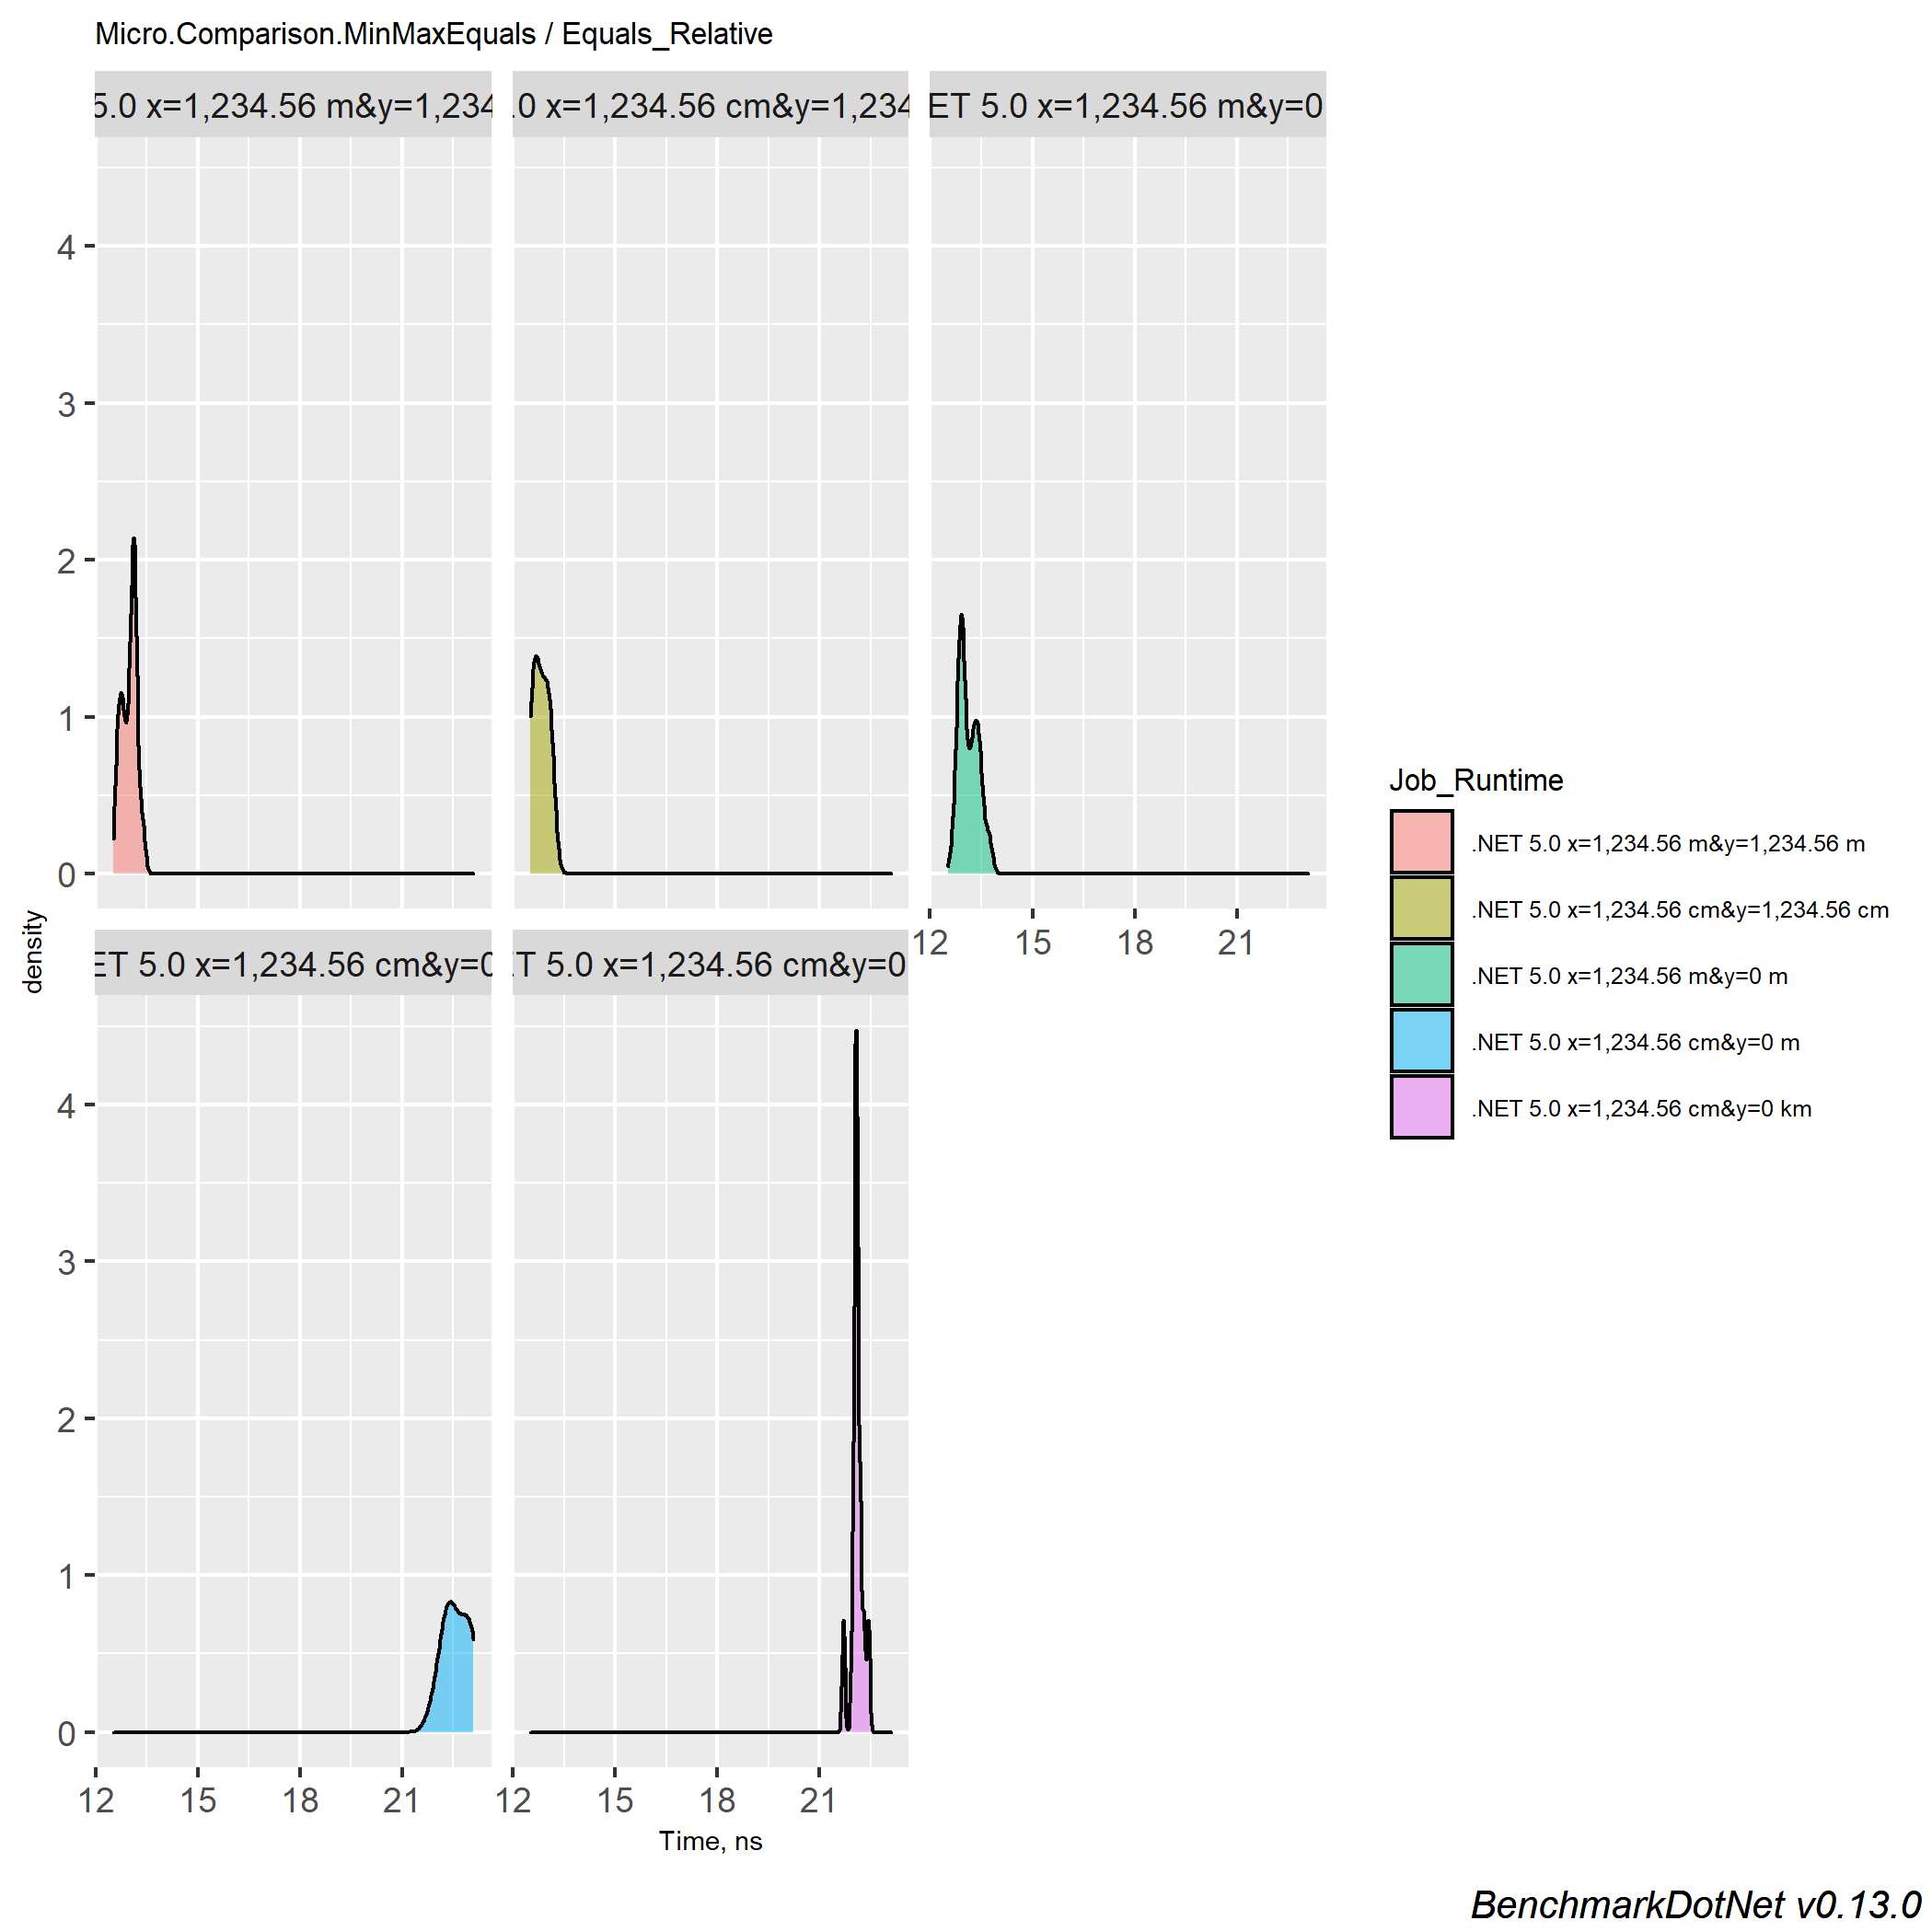 Micro.Comparison.MinMaxEquals / Equals_Relative
5.0 x=1,234.56 m&y=1,234
.0 x=1,234.56 cm&y=1,234
ET 5.0 x=1,234.56 m&y=0
4
3
2
1
0
12 15 18 21
density
ET 5.0 x=1,234.56 cm&y=0
ET 5.0 x=1,234.56 cm&y=0
4
3
2
1
0
12 15 18 21
12 15 18 21
Time, ns
Job_Runtime
.NET 5.0 x=1,234.56 m&y=1,234.56 m
.NET 5.0 x=1,234.56 cm&y=1,234.56 cm
.NET 5.0 x=1,234.56 m&y=0 m
.NET 5.0 x=1,234.56 cm&y=0 m
.NET 5.0 x=1,234.56 cm&y=0 km
BenchmarkDotNet v0.13.0